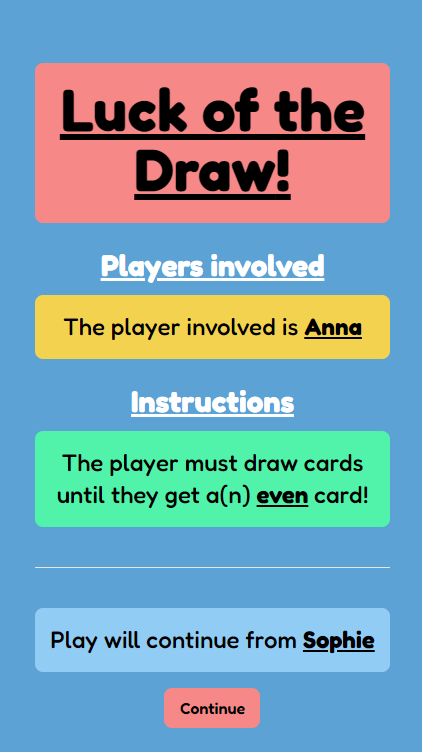 Luck of the
Draw!
Players involved
The player involved is Anna
Instructions
The player must draw cards
until they get a(n) even card!
Play will continue from Sophie
Continue